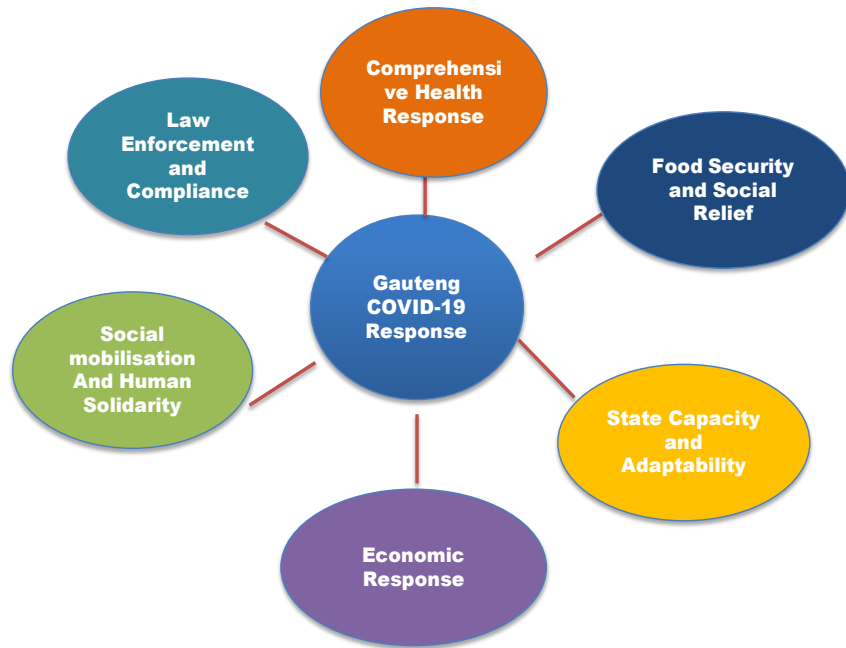 Comprehensi
ve Health
Response
Law
Enforcement
and
Compliance
Food Security
and Social
Relief
Gauteng
COVID-19
Response
Social
mobilisation
And Human
Solidarity
State Capacity
and
Adaptability
Economic
Response